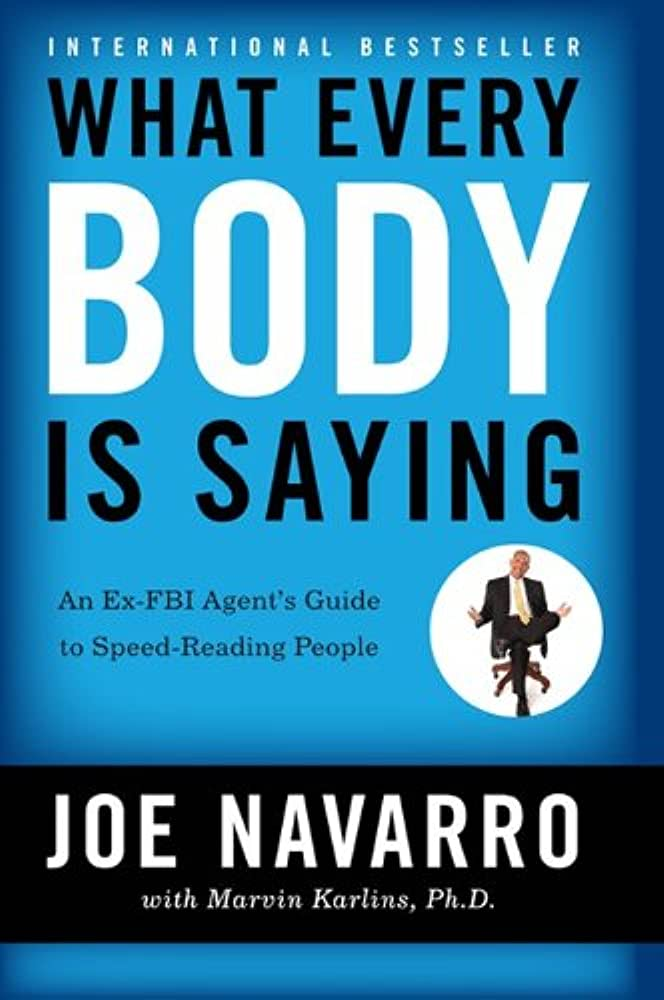 INTERNATIONAL BESTSELLER
WHAT EVERY
BODY
IS SAYING
An Ex-FBI Agent's Guide
to Speed-Reading People
JOE NAVARRO
with Marvin Karlins, Ph.D.